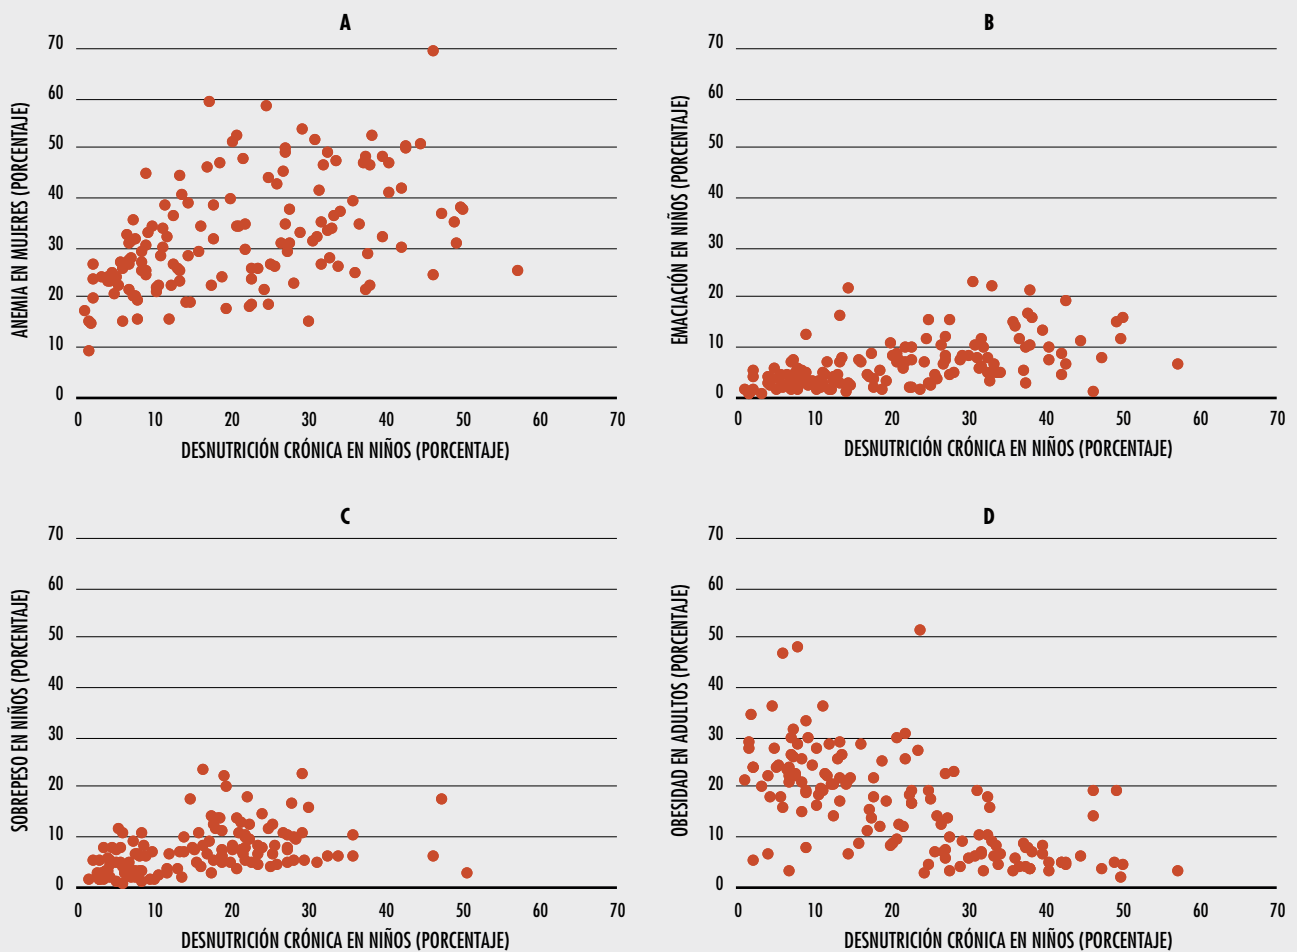 A
70
60
50
40
30
20
10
0
ANEMIA EN MUJERES (PORCENTAJE)
0 10 20 30 40 50 60 70
DESNUTRICIÓN CRÓNICA EN NIÑOS (PORCENTAJE)
B
70
60
50
40
30
20
10
0
EMACIACIÓN EN NIÑOS (PORCENTAJE)
0 10 20 30 40 50 60 70
DESNUTRICIÓN CRÓNICA EN NIÑOS (PORCENTAJE)
C
70
60
50
40
30
20
10
0
SOBREPESO EN NIÑOS (PORCENTAJE)
0 10 20 30 40 50 60 70
DESNUTRICIÓN CRÓNICA EN NIÑOS (PORCENTAJE)
D
70
60
50
40
30
20
10
0
OBESIDAD EN ADULTOS (PORCENTAJE)
0 10 20 30 40 50 60 70
DESNUTRICIÓN CRÓNICA EN NIÑOS (PORCENTAJE)